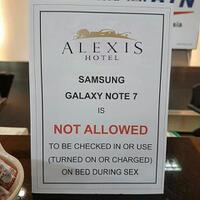 ALEXIS
HOTEL
SAMSUNG
GALAXY NOTE 7
IS
NOT ALLOWED
TO BE CHECKED IN OR USE
(TURNED ON OR CHARGED)
ON BED DURING SEX